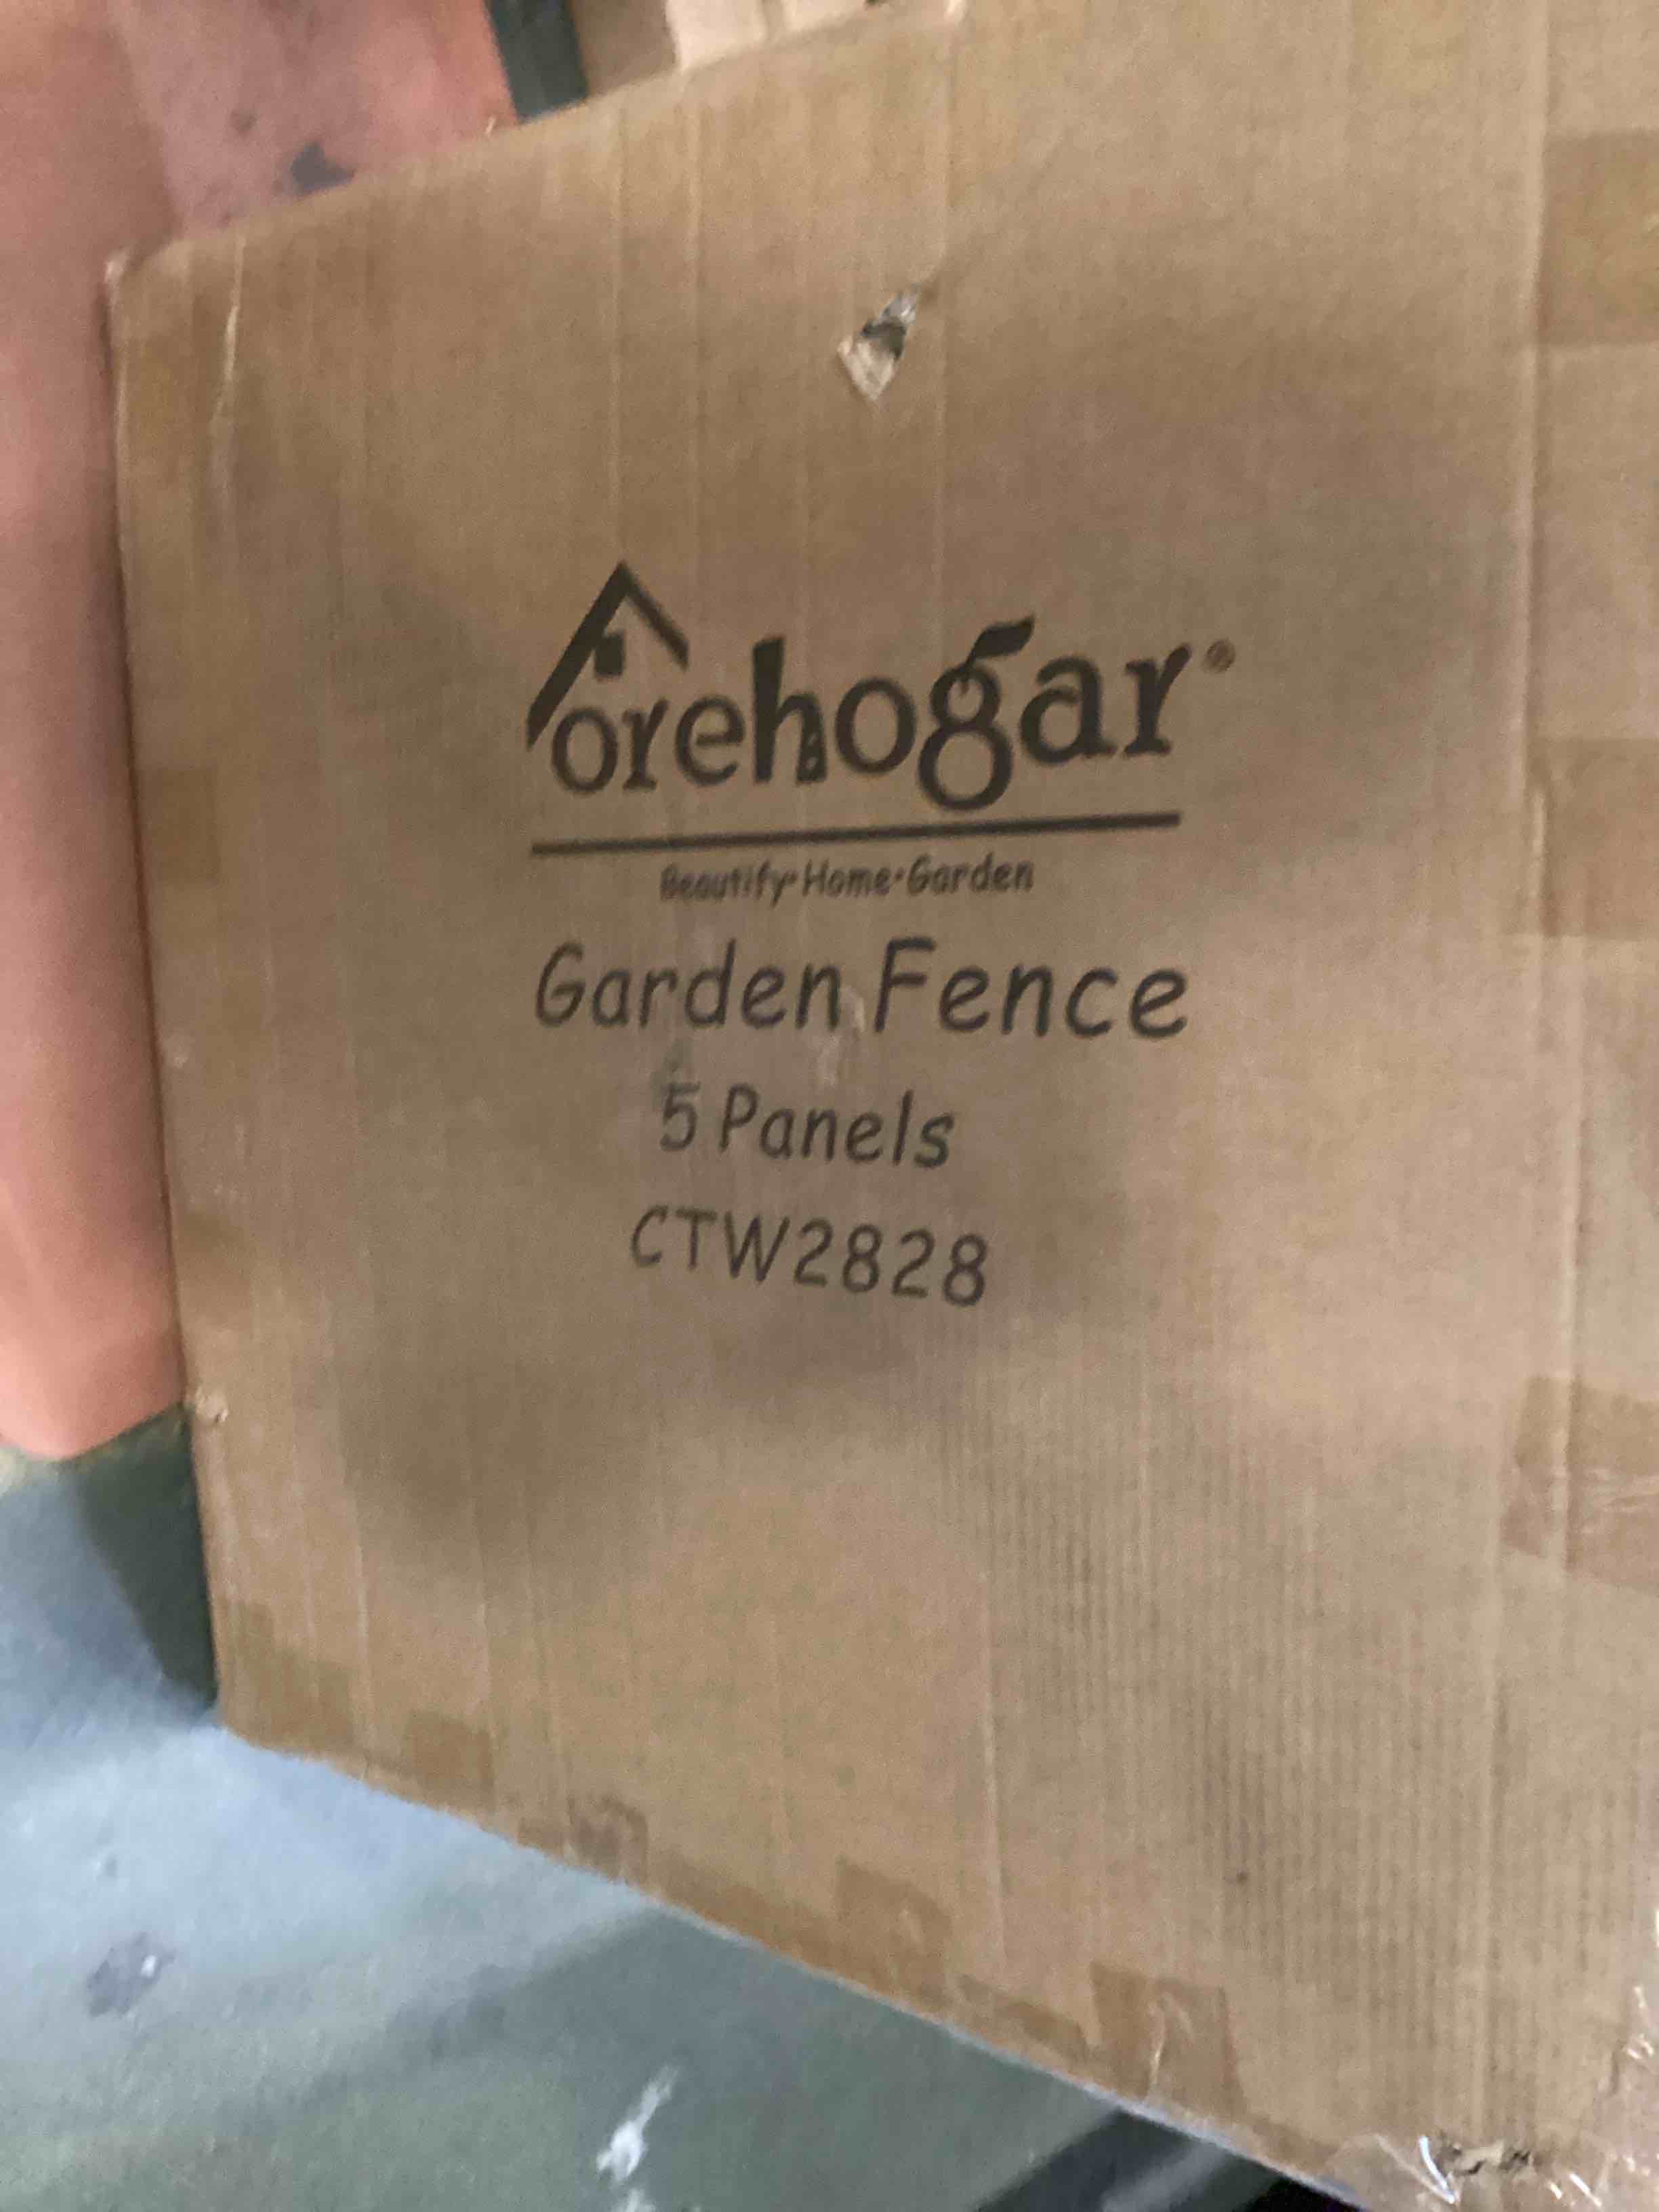 Forehogar®
Beautify•Home•Garden
Garden Fence
5 Panels
CTW2828